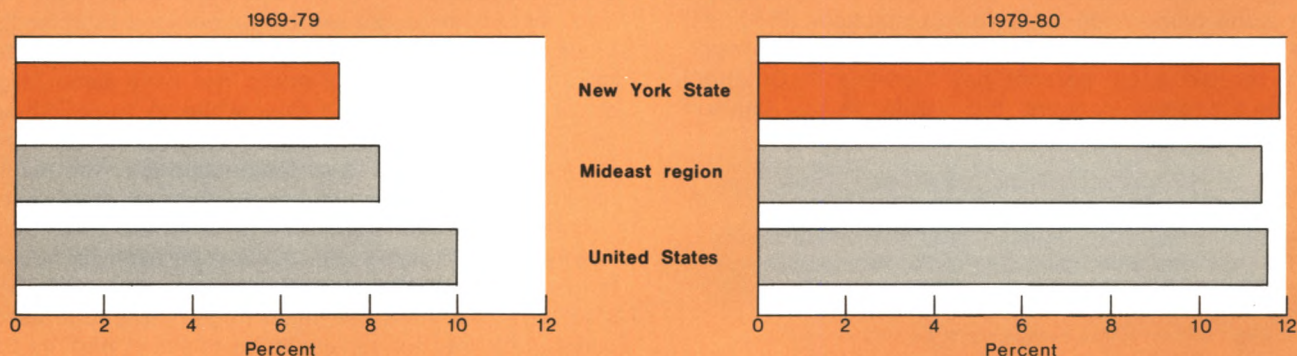 1969-79
1979-80
New York State
Mideast region
United States
0 2 4 6 8 10 12
0 2 4 6 8 10 12
Percent
Percent